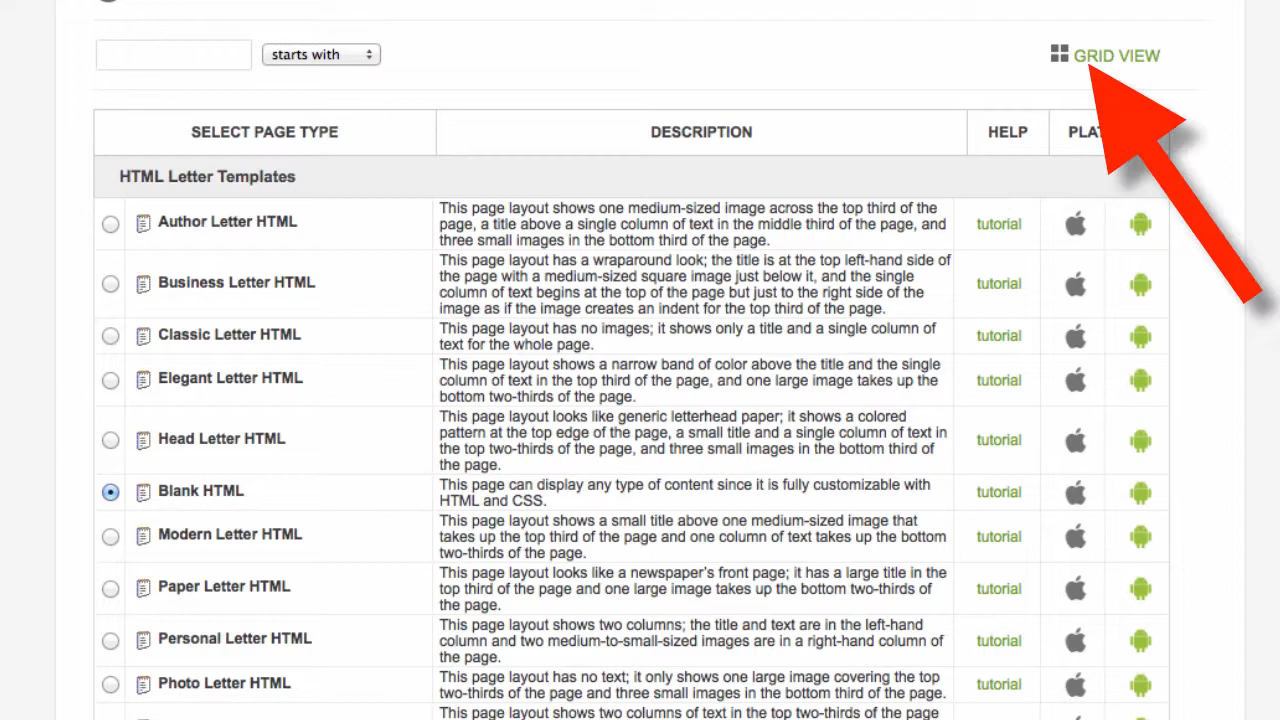 starts with
GRID VIEW
SELECT PAGE TYPE DESCRIPTION HELP
HTML Letter Templates
Author Letter HTML
This page layout shows one medium-sized image across the top third of the
page, a title above a single column of text in the middle third of the page, and
three small images in the bottom third of the page.
tutorial
Business Letter HTML
This page layout has a wraparound look; the title is at the top left-hand side of
the page with a medium-sized square image just below it, and the single
column of text begins at the top of the page but just to the right side of the
image as if the image creates an indent for the top third of the page.
tutorial
Classic Letter HTML
This page layout has no images; it shows only a title and a single column of
text for the whole page.
tutorial
Elegant Letter HTML
This page layout shows a narrow band of color above the title and the single
column of text in the top third of the page, and one large image takes up the
bottom two-thirds of the page.
tutorial
Head Letter HTML
This page layout looks like generic letterhead paper; it shows a colored
pattern at the top edge of the page, a small title and a single column of text in
the top two-thirds of the page, and three small images in the bottom third of
the page.
tutorial
Blank HTML
This page can display any type of content since it is fully customizable with
HTML and CSS.
tutorial
Modern Letter HTML
This page layout shows a small title above one medium-sized image that
takes up the top third of the page and one column of text takes up the bottom
two-thirds of the page.
tutorial
Paper Letter HTML
This page layout looks like a newspaper's front page; it has a large title in the
top third of the page and one large image takes up the bottom two-thirds of
the page.
tutorial
Personal Letter HTML
This page layout shows two columns; the title and text are in the left-hand
column and two medium-to-small-sized images are in a right-hand column of
the page.
tutorial
Photo Letter HTML
This page layout has no text; it only shows one large image covering the top
two-thirds of the page and three small images in the bottom third of the page.
tutorial
This page layout shows two columns of text in the top two-thirds of the page